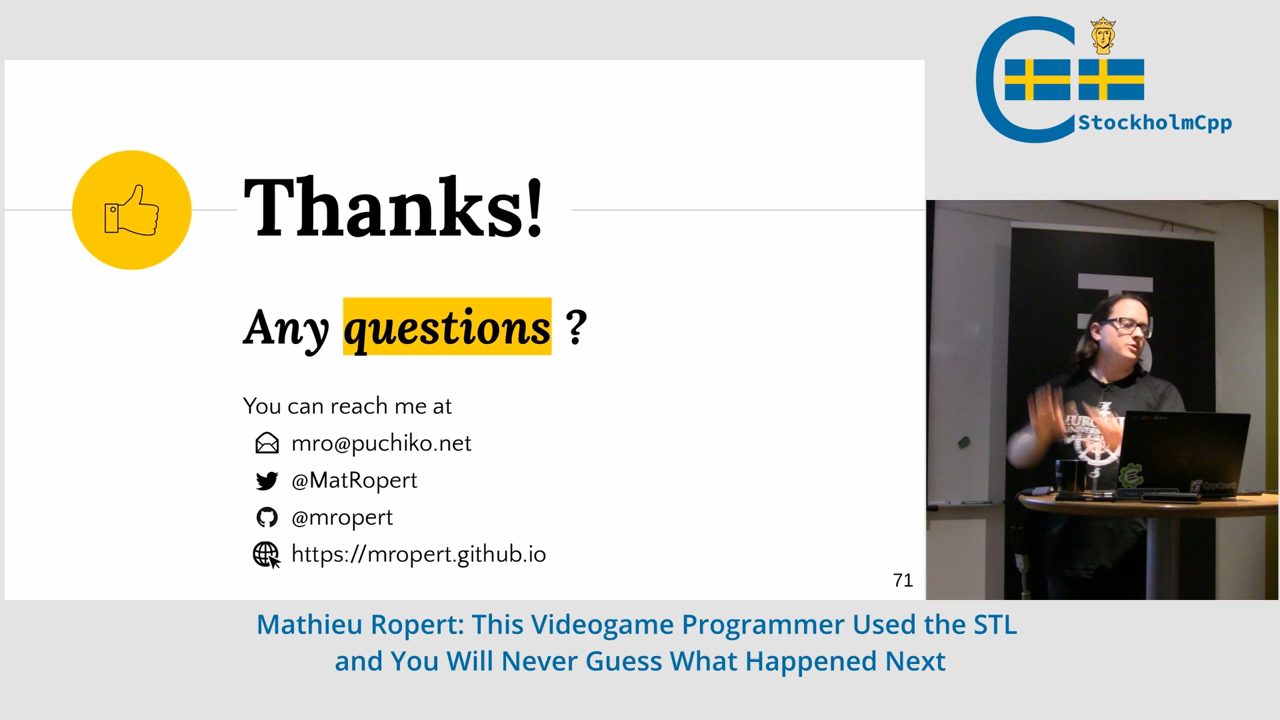 StockholmCpp
Thanks!
Any questions ?
You can reach me at
mro@puchiko.net
@MatRopert
@mropert
https://mropert.github.io
71
Mathieu Ropert: This Videogame Programmer Used the STL
and You Will Never Guess What Happened Next